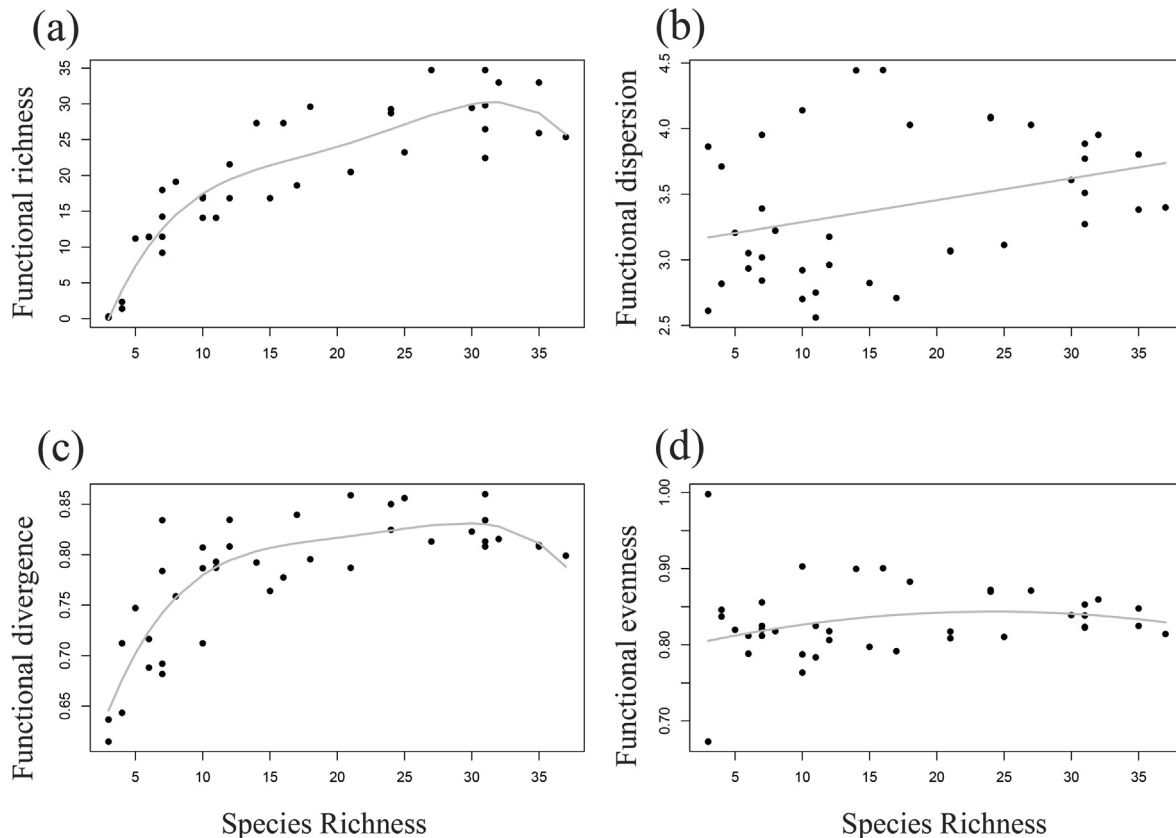 (a)
Functional richness
0 5 10 15 20 25 30 35
5 10 15 20 25 30 35
(b)
Functional dispersion
2.5 3.0 3.5 4.0 4.5
5 10 15 20 25 30 35
(c)
Functional divergence
0.65 0.70 0.75 0.80 0.85
5 10 15 20 25 30 35
Species Richness
(d)
Functional evenness
0.70 0.80 0.90 1.00
5 10 15 20 25 30 35
Species Richness